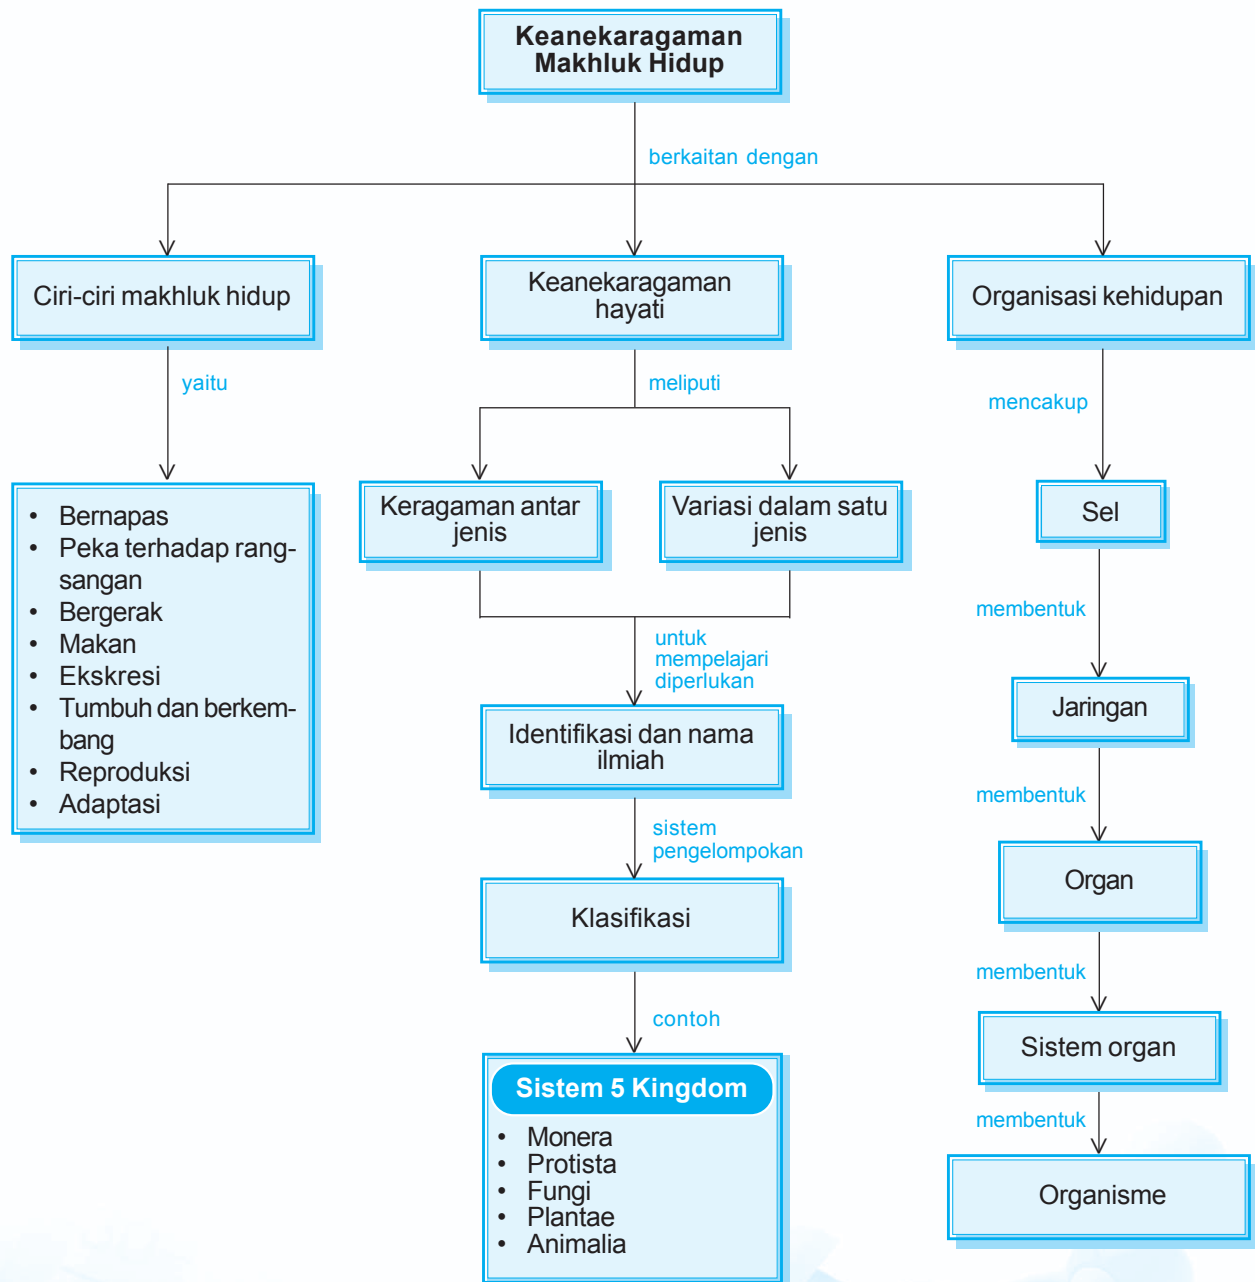 Keanekaragaman
Makhluk Hidup
berkaitan dengan
Ciri-ciri makhluk hidup
yaitu
• Bernapas
• Peka terhadap rang-
sangan
• Bergerak
• Makan
• Ekskresi
• Tumbuh dan berkem-
bang
• Reproduksi
• Adaptasi
Keanekaragaman
hayati
meliputi
Keragaman antar
jenis
Variasi dalam satu
jenis
untuk
mempelajari
diperlukan
Identifikasi dan nama
ilmiah
sistem
pengelompokan
Klasifikasi
contoh
Sistem 5 Kingdom
• Monera
• Protista
• Fungi
• Plantae
• Animalia
Organisasi kehidupan
mencakup
Sel
membentuk
Jaringan
membentuk
Organ
membentuk
Sistem organ
membentuk
Organisme